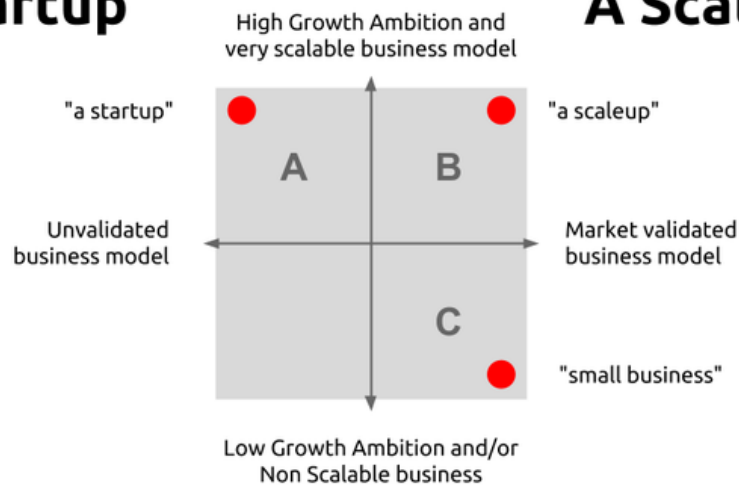 artup
High Growth Ambition and
very scalable business model
A Scal
"a startup"
"a scaleup"
A
B
Unvalidated
business model
Market validated
business model
C
"small business"
Low Growth Ambition and/or
Non Scalable business